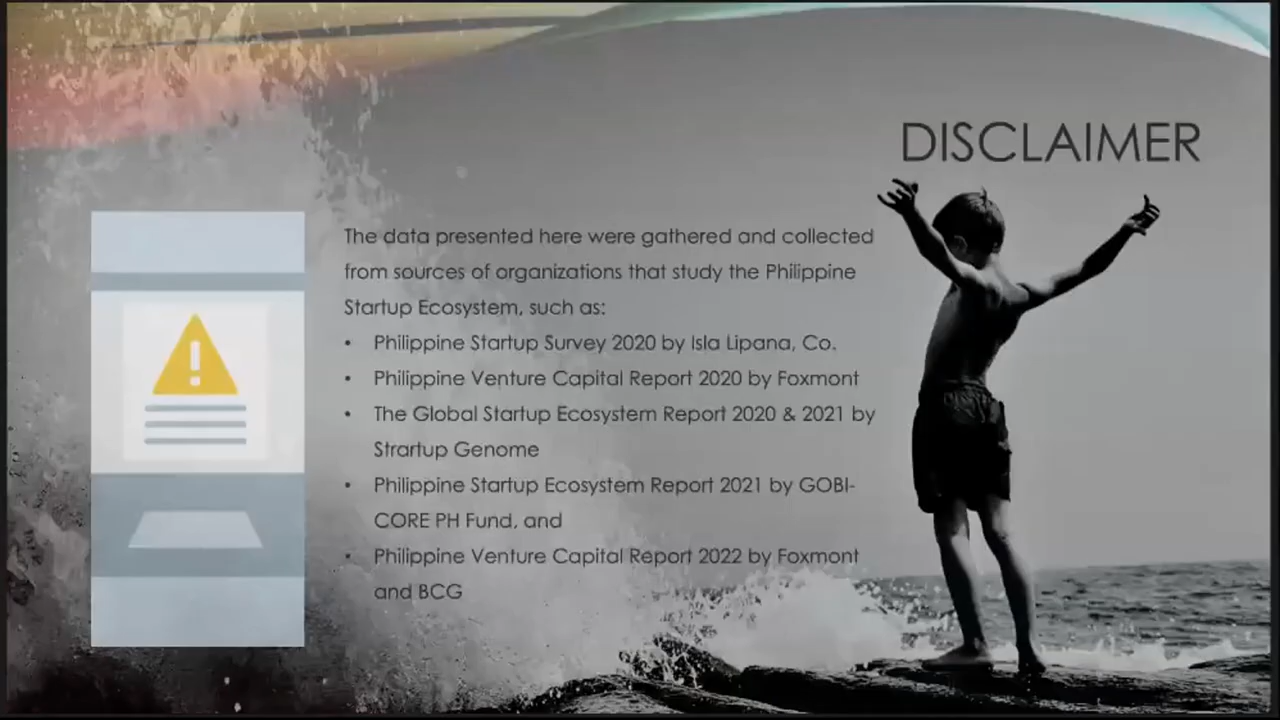 DISCLAIMER
The data presented here were gathered and collected
from sources of organizations that study the Philippine
Startup Ecosystem, such as:
• Philippine Startup Survey 2020 by Isla Lipana, Co.
• Philippine Venture Capital Report 2020 by Foxmont
• The Global Startup Ecosystem Report 2020 & 2021 by
Strartup Genome
• Philippine Startup Ecosystem Report 2021 by GOBI-
CORE PH Fund, and
• Philippine Venture Capital Report 2022 by Foxmont
and BCG